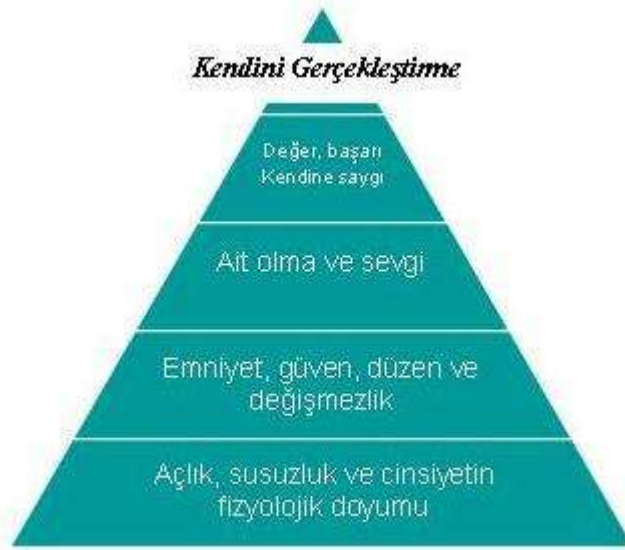 Kendini Gerçekleştirme
Değer, başarı
Kendine saygı
Ait olma ve sevgi
Emniyet, güven, düzen ve
değişmezlik
Açlık, susuzluk ve cinsiyetin
fizyolojik doyumu